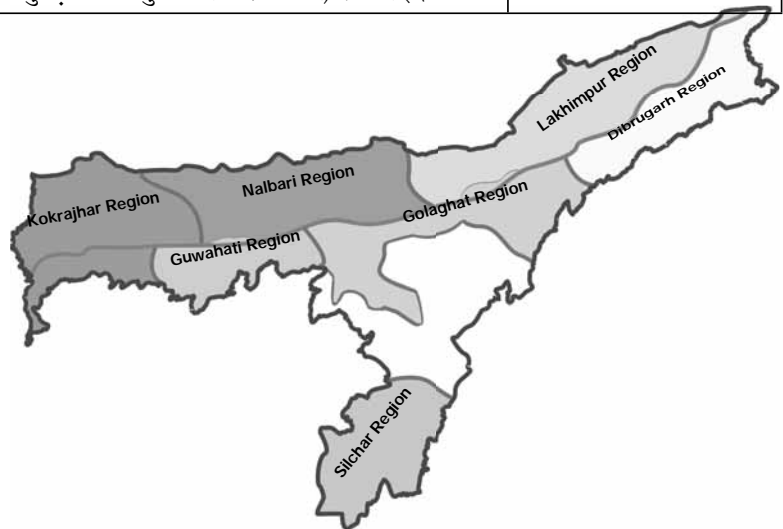 Lakhimpur Region
Dibrugarh Region
Nalbari Region
Kokrajhar Region
Golaghat Region
Guwahati Region
Silchar Region